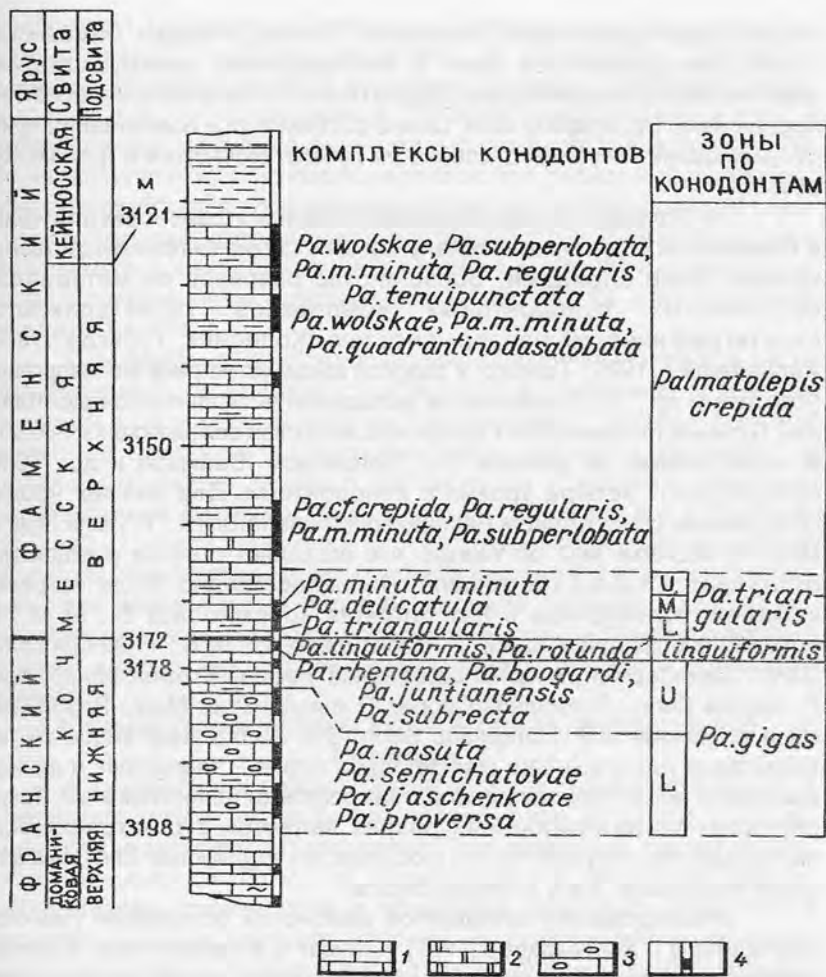 Ярус
Свита
Подсвита
ФАМЕНСКИЙ
ФРАНСКИЙ
КЕЙНЮССКАЯ
КОЧМЕССКАЯ
ДОМАНИ-
КОВАЯ
ВЕРХНЯЯ
НИЖНЯЯ
ВЕРХНЯЯ
м
3121
3150
3172
3178
3198
КОМПЛЕКСЫ КОНОДОНТОВ
Pa.wolskae, Pa.subperlobata,
Pa.m.minuta, Pa.regularis
Pa.tenuipunctata
Pa.wolskae, Pa.m.minuta,
Pa.quadrantinodosalobata
Pa.cf.crepida, Pa.regularis,
Pa.m.minuta, Pa.subperlobata
Pa.minuta minuta
Pa.delicatula
Pa.triangularis
Pa.linguiformis, Pa.rotunda
Pa.rhenana, Pa.boogardi,
Pa.juntianensis
Pa.subrecta
Pa.nasuta
Pa.semichatovae
Pa.ljaschenkoae
Pa.proversa
ЗОНЫ
ПО
КОНОДОНТАМ
Palmatolepis
crepida
U
M
L
Pa.trian-
gularis
linguiformis
U
L
Pa.gigas
1 2 3 4